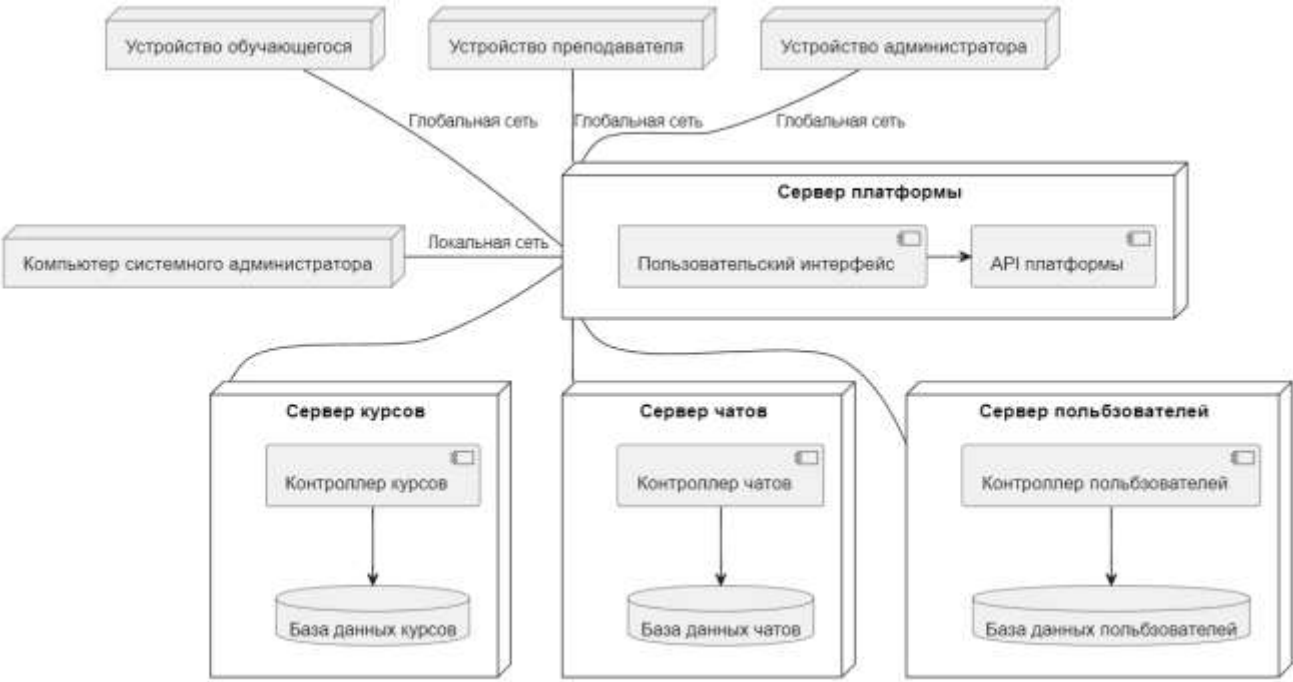 Устройство обучающегося
Устройство преподавателя
Устройство администратора
Глобальная сеть
Глобальная сеть
Глобальная сеть
Сервер платформы
Локальная сеть
Компьютер системного администратора
Пользовательский интерфейс
API платформы
Сервер курсов
Сервер чатов
Сервер польбзователей
Контроллер курсов
Контроллер чатов
Контроллер польбзователей
База данных курсов
База данных чатов
База данных польбзователей